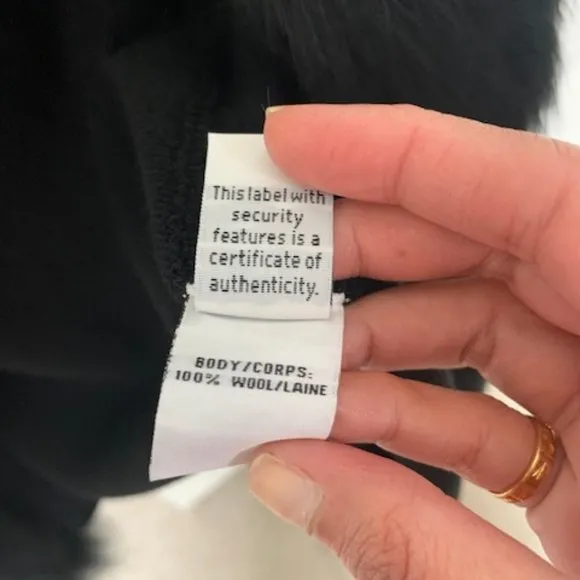 This label with
security
features is a
certificate of
authenticity.
BODY/CORPS:
100% WOOL/LAINE